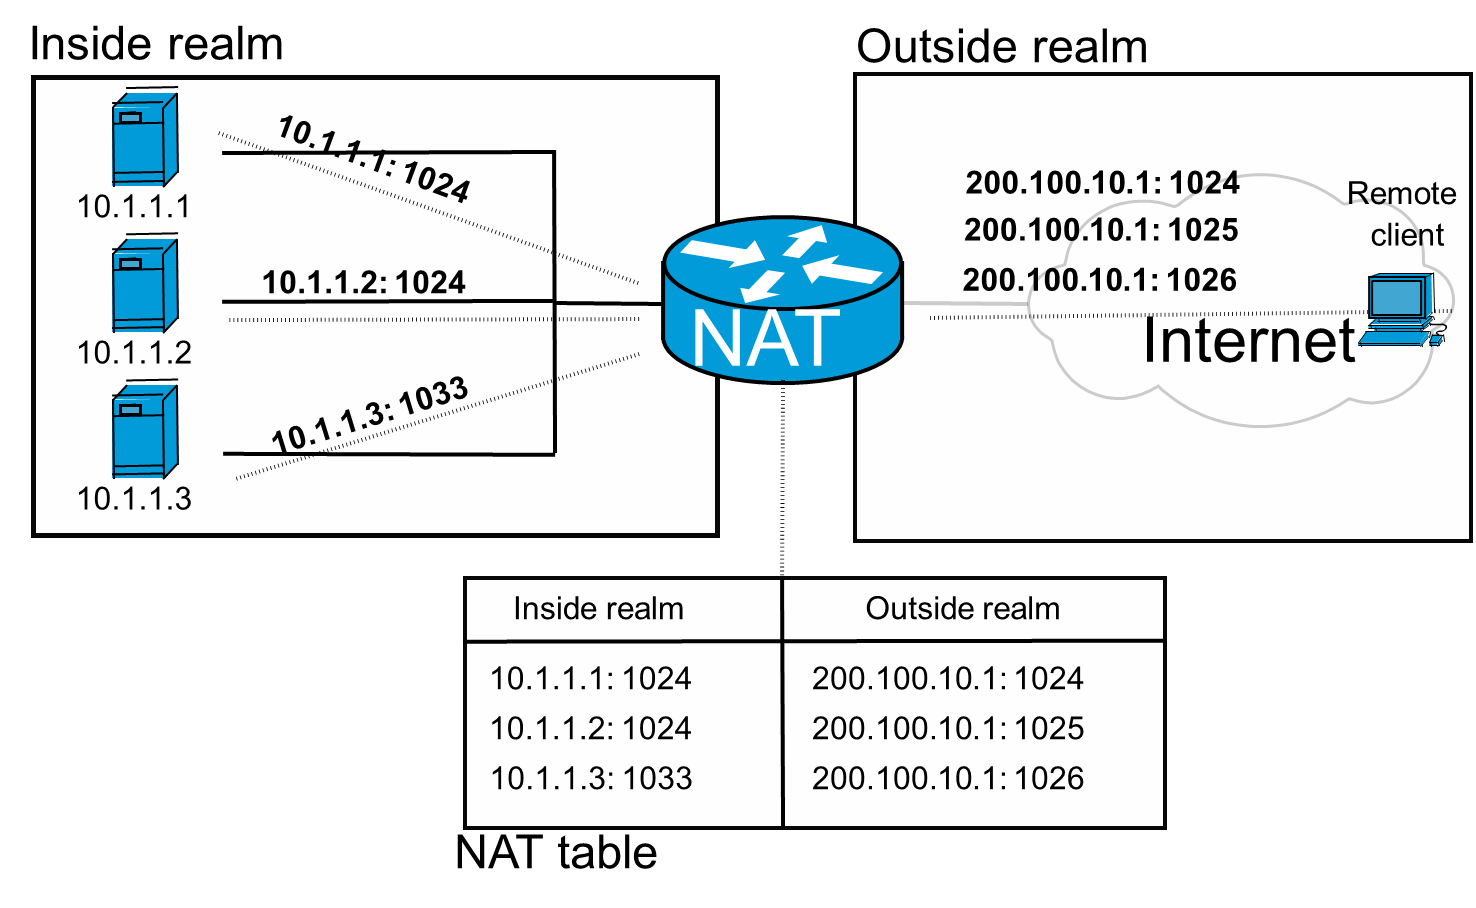 Inside realm
Outside realm
10.1.1.1: 1024
10.1.1.1
10.1.1.2: 1024
10.1.1.2
10.1.1.3: 1033
10.1.1.3
NAT
200.100.10.1: 1024
200.100.10.1: 1025
200.100.10.1: 1026
Remote
client
Internet
Inside realm
Outside realm
10.1.1.1: 1024
200.100.10.1: 1024
10.1.1.2: 1024
200.100.10.1: 1025
10.1.1.3: 1033
200.100.10.1: 1026
NAT table